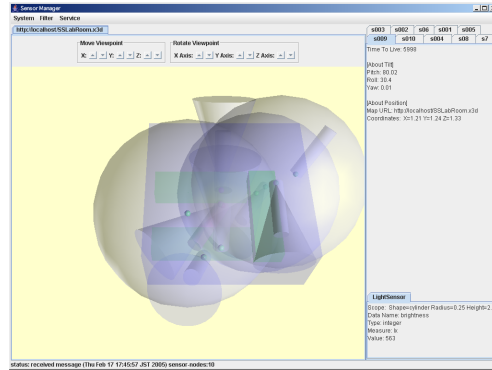 Sensor Manager
System Filter Service
http://localhost/SSLabRoom.x3d
Move Viewpoint
X: Y: Z:
Rotate Viewpoint
X Axis: Y Axis: Z Axis:
s003 s002 s06 s001 s005
s009 s010 s004 s08 s7
Time To Live: 5998
[About Tilt]
Pitch: 80.02
Roll: 30.4
Yaw: 0.01
[About Position]
Map URL: http://localhost/SSLabRoom.x3d
Coordinates: X=1.21 Y=1.24 Z=1.33
LightSensor
Scope: Shape=cylinder Radius=0.25 Height=2.
Data Name: brightness
Type: integer
Measure: lx
Value: 563
status: received message (Thu Feb 17 17:45:57 JST 2005) sensor-nodes:10